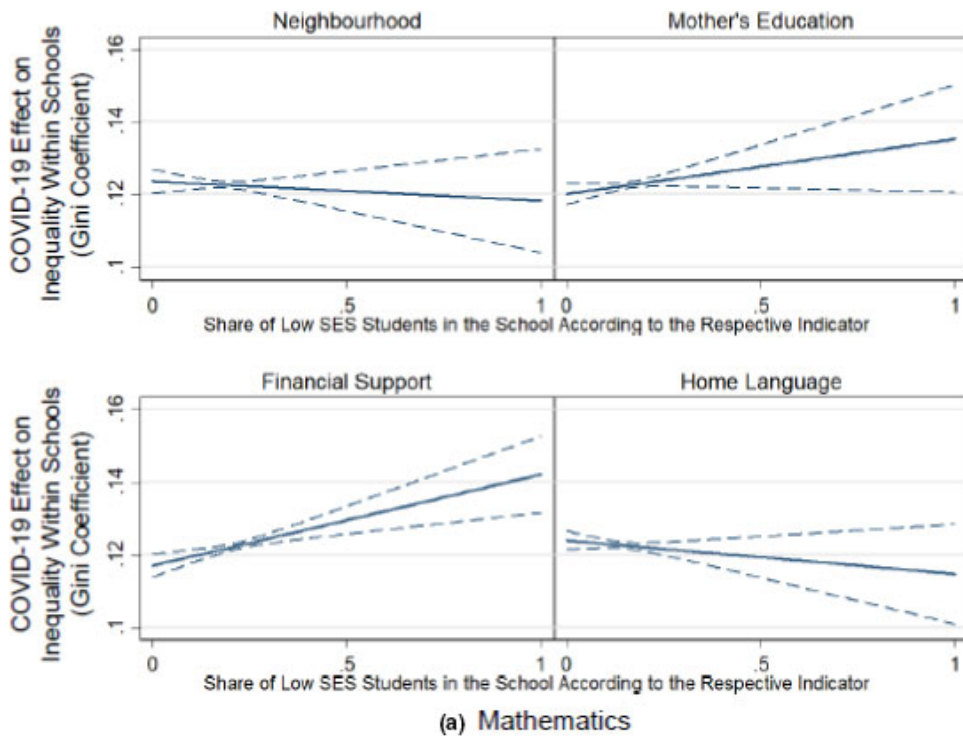 Neighbourhood
Mother's Education
COVID-19 Effect on
Inequality Within Schools
(Gini Coefficient)
.16
.14
.12
.1
0
.5
1
0
.5
1
Share of Low SES Students in the School According to the Respective Indicator
Financial Support
Home Language
COVID-19 Effect on
Inequality Within Schools
(Gini Coefficient)
.16
.14
.12
.1
0
.5
1
0
.5
1
Share of Low SES Students in the School According to the Respective Indicator
(a) Mathematics